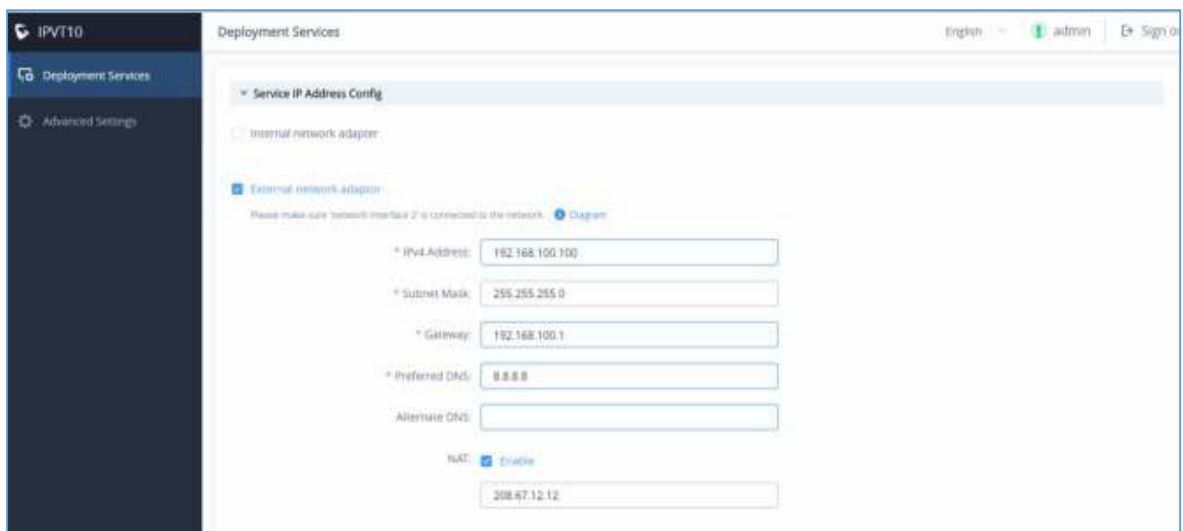 IPVT10
Deployment Services
English
admin
Sign o
Deployment Services
Advanced Settings
Service IP Address Config
Internal network adapter
External network adaptor
Please make sure 'network interface 2' is connected to the network. Diagram
* IPv4 Address: 192.168.100.100
* Subnet Mask: 255.255.255.0
* Gateway: 192.168.100.1
* Preferred DNS: 8.8.8.8
Alternate DNS:
NAT: Enable
208.67.12.12